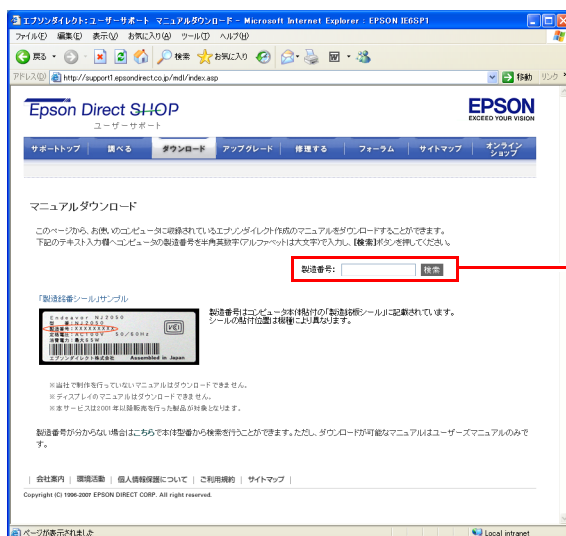 エプソンダイレクト:ユーザーサポート マニュアルダウンロード - Microsoft Internet Explorer : EPSON IE6SP1
ファイル(F) 編集(E) 表示(V) お気に入り(A) ツール(T) ヘルプ(H)
戻る 検索 お気に入り
アドレス(D) http://support1.epsondirect.co.jp/mdl/index.asp 移動 リンク
Epson Direct SHOP
ユーザーサポート
EPSON
EXCEED YOUR VISION
サポートトップ 調べる ダウンロード アップグレード 修理する フォーラム サイトマップ オンラインショップ
マニュアルダウンロード
このページから、お使いのコンピュータに収録されているエプソンダイレクト作成のマニュアルをダウンロードすることができます。
下記のテキスト入力欄へコンピュータの製造番号を半角英数字(アルファベットは大文字)で入力し、[検索]ボタンを押してください。
製造番号: 検索
「製造銘番シール」サンプル
製造番号はコンピュータ本体貼付の「製造銘板シール」に記載されています。
シールの貼付位置は機種により異なります。
Endeavor NJ2050
型 番:NJ2050
製造番号:XXXXXXXXX
定格電圧:AC100V 50/60Hz
消費電力:最大65W
エプソンダイレクト株式会社 Assembled in Japan
※当社で制作を行っていないマニュアルはダウンロードできません。
※ディスプレイのマニュアルはダウンロードできません。
※本サービスは2001年以降販売を行った製品が対象となります。
製造番号が分からない場合はこちらで本体型番から検索を行うことができます。ただし、ダウンロードが可能なマニュアルはユーザーズマニュアルのみで
す。
| 会社案内 | 環境活動 | 個人情報保護について | ご利用規約 | サイトマップ |
Copyright (C) 1996-2007 EPSON DIRECT CORP. All right reserved.
ページが表示されました Local intranet